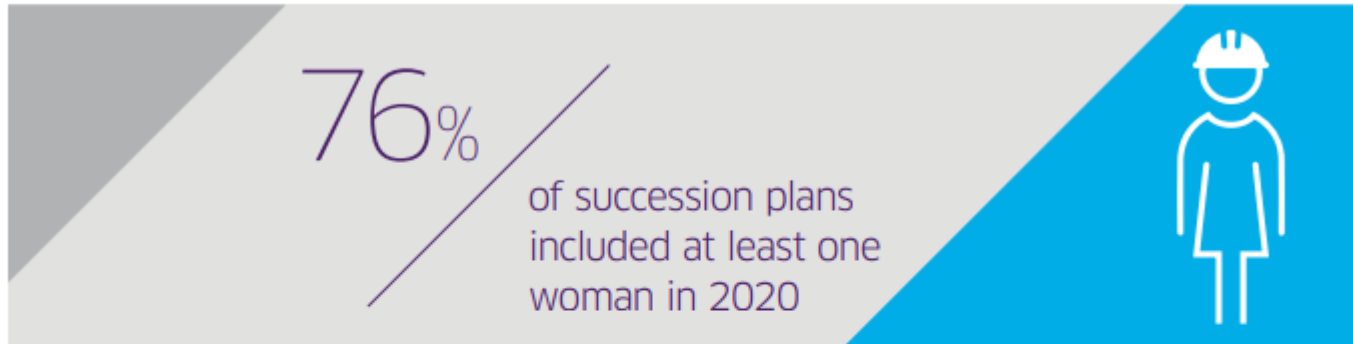 76%
of succession plans
included at least one
woman in 2020